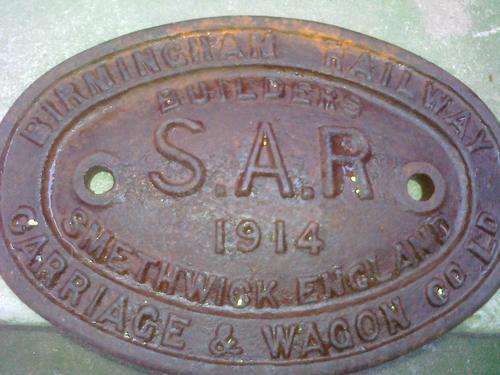 BIRMINGHAM RAILWAY
BUILDERS
S.A.R
1914
SMETHWICK ENGLAND
CARRIAGE & WAGON CO LD